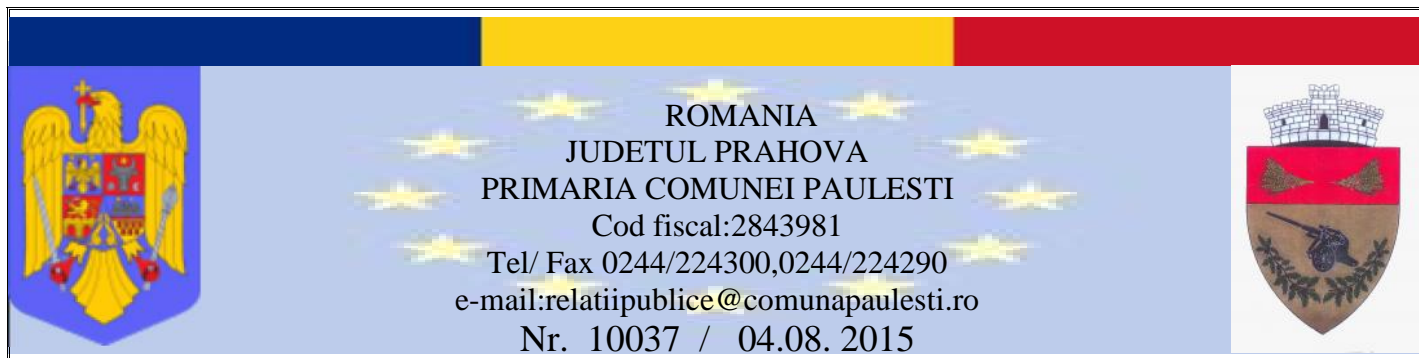 ROMANIA
JUDETUL PRAHOVA
PRIMARIA COMUNEI PAULESTI
Cod fiscal:2843981
Tel/ Fax 0244/224300,0244/224290
e-mail:relatiipublice@comunapaulesti.ro
Nr. 10037 / 04.08. 2015